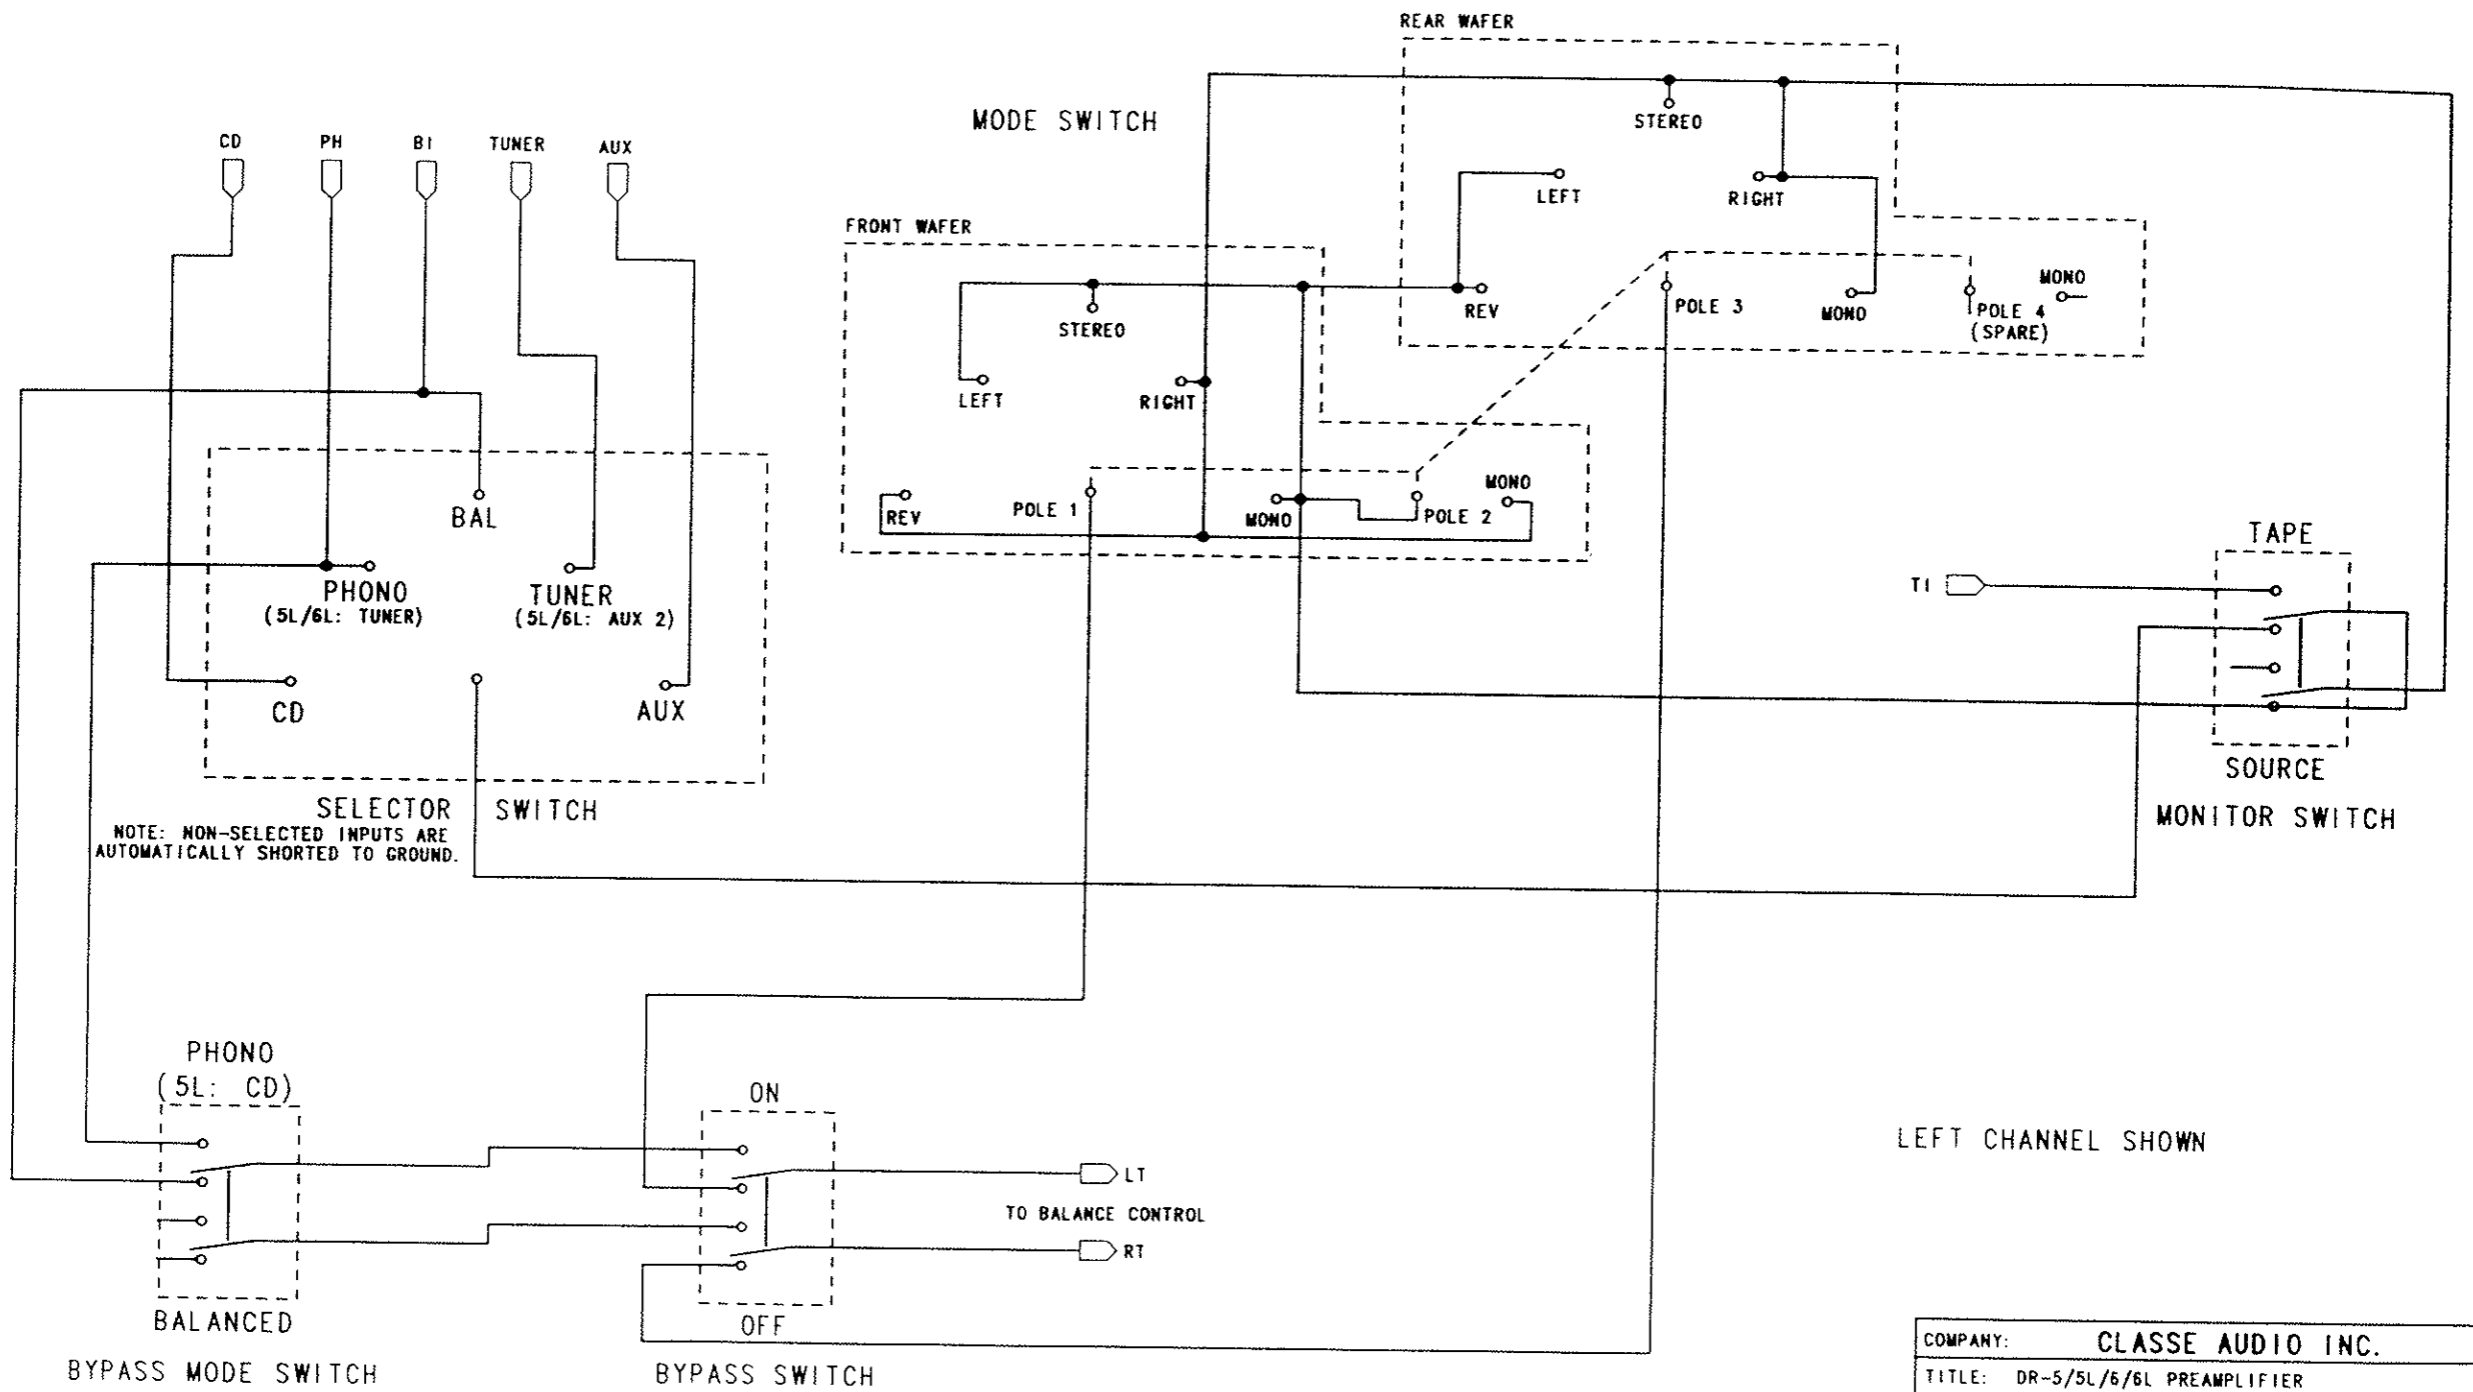 REAR WAFER
MODE SWITCH
STEREO
CD
PH
BI
TUNER
AUX
LEFT
RIGHT
FRONT WAFER
STEREO
REV
POLE 3
MONO
POLE 4
(SPARE)
MONO
LEFT
RIGHT
REV
POLE 1
MONO
POLE 2
MONO
BAL
PHONO
(5L/6L: TUNER)
TUNER
(5L/6L: AUX 2)
CD
AUX
SELECTOR SWITCH
NOTE: NON-SELECTED INPUTS ARE
AUTOMATICALLY SHORTED TO GROUND.
TAPE
TI
SOURCE
MONITOR SWITCH
PHONO
(5L: CD)
BALANCED
BYPASS MODE SWITCH
ON
LT
TO BALANCE CONTROL
RT
OFF
BYPASS SWITCH
LEFT CHANNEL SHOWN
COMPANY: CLASSE AUDIO INC.
TITLE: DR-5/5L/6/6L PREAMPLIFIER